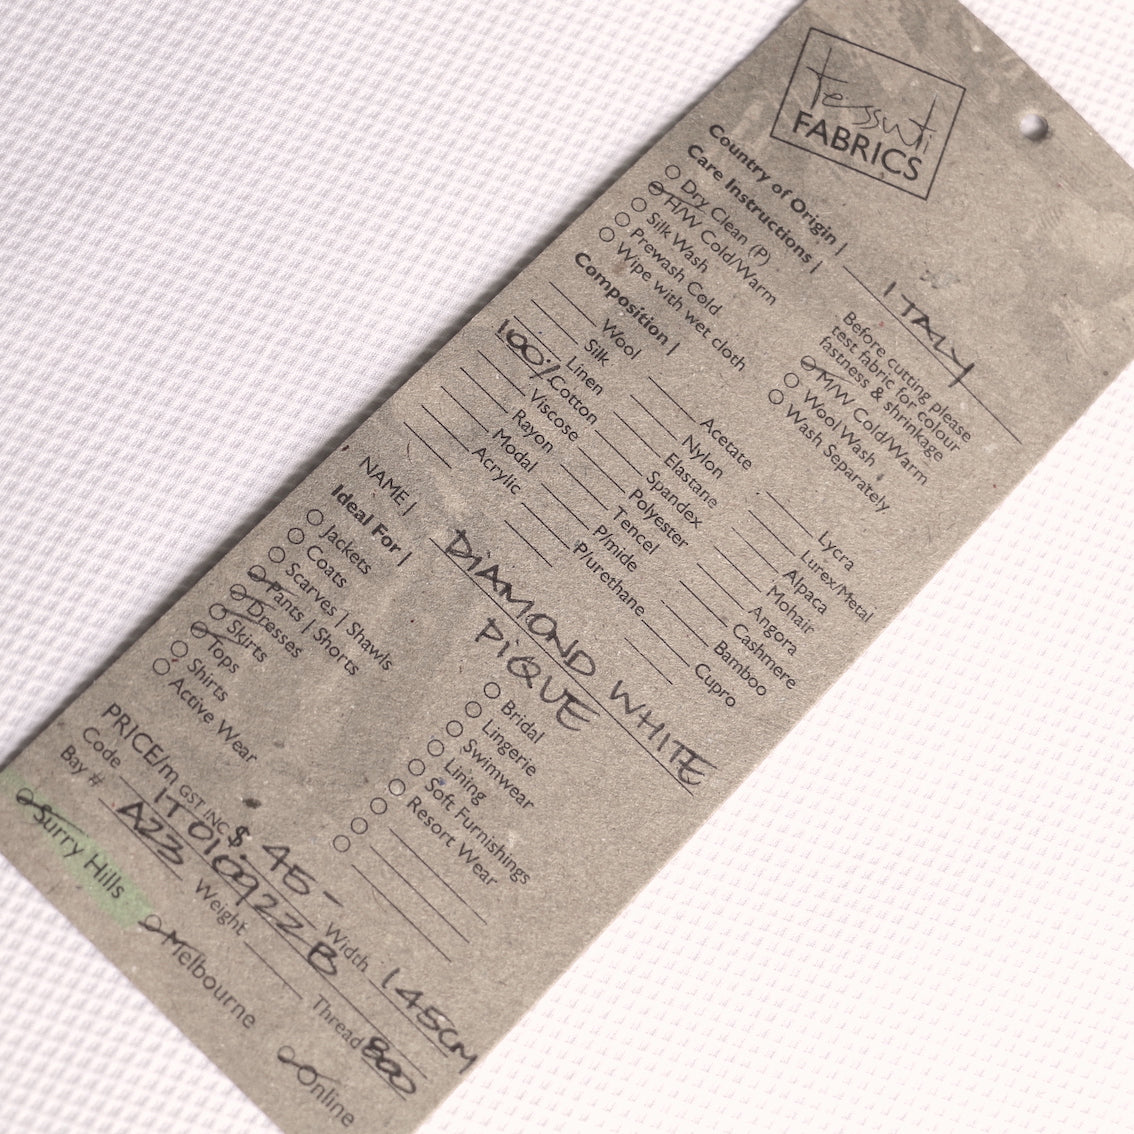 tessuti
FABRICS
Country of Origin | ITALY
Care Instructions |
Dry Clean (P)
H/W Cold/Warm
Silk Wash
Prewash Cold
Wipe with wet cloth
Before cutting please
test fabric for colour
fastness & shrinkage
M/W Cold/Warm
Wool Wash
Wash Separately
Composition |
Wool
Silk
Linen
100% Cotton
Viscose
Rayon
Modal
Acrylic
Acetate
Nylon
Elastane
Spandex
Polyester
Tencel
P/mide
P/urethane
Lycra
Lurex/Metal
Alpaca
Mohair
Angora
Cashmere
Bamboo
Cupro
NAME | DIAMOND WHITE
PIQUE
Ideal For |
Jackets
Coats
Scarves | Shawls
Pants | Shorts
Dresses
Skirts
Tops
Shirts
Active Wear
Bridal
Lingerie
Swimwear
Lining
Soft Furnishings
Resort Wear
PRICE/m GST INC $ 45- Width 145cm
Code IT010922B
Bay # A23 Weight Thread 800
Surry Hills Melbourne Online